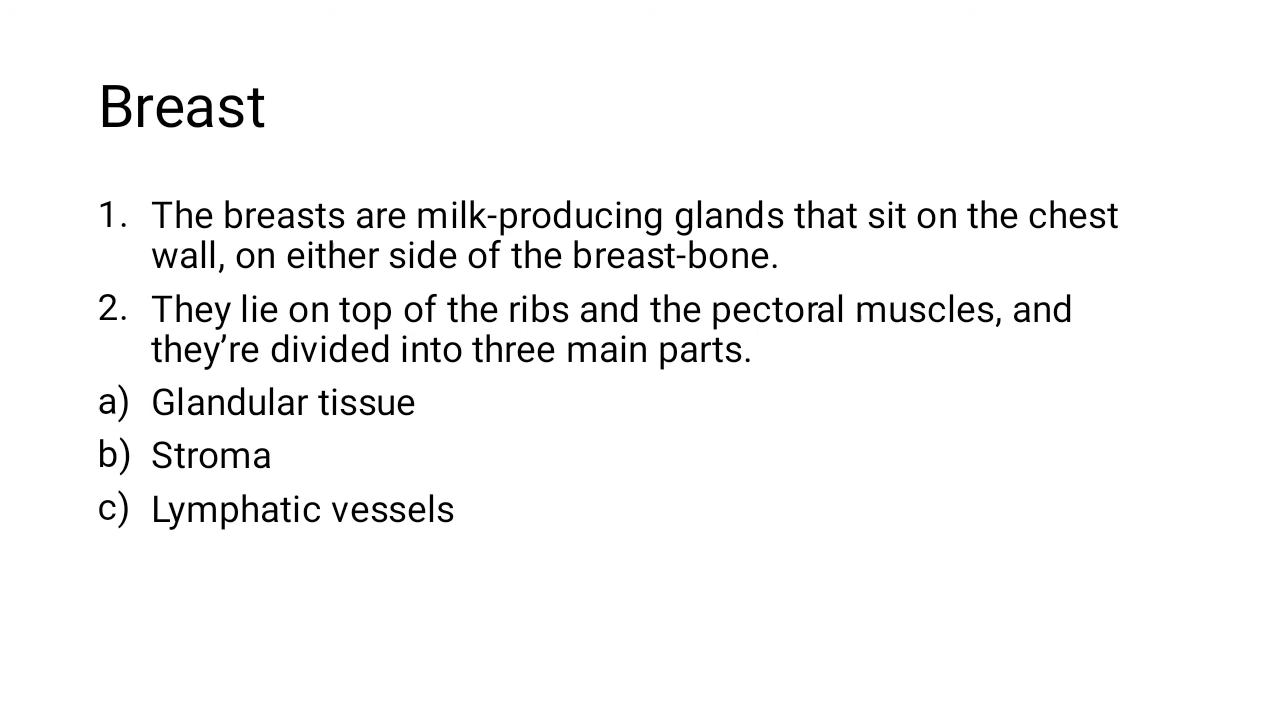 Breast
1. The breasts are milk-producing glands that sit on the chest
wall, on either side of the breast-bone.
2. They lie on top of the ribs and the pectoral muscles, and
they’re divided into three main parts.
a) Glandular tissue
b) Stroma
c) Lymphatic vessels